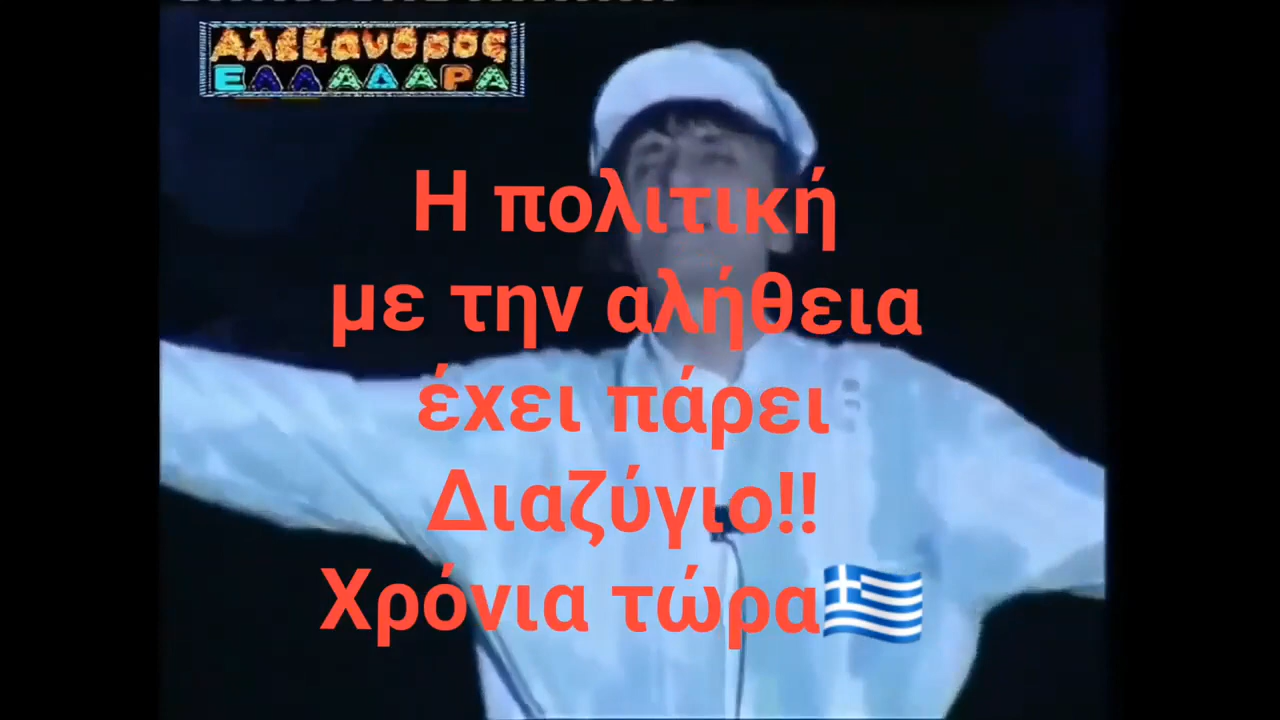 Αλέξανδρος
ΕΛΛΑΔΑΡΑ
Η πολιτική
με την αλήθεια
έχει πάρει
Διαζύγιο!!
Χρόνια τώρα🇬🇷